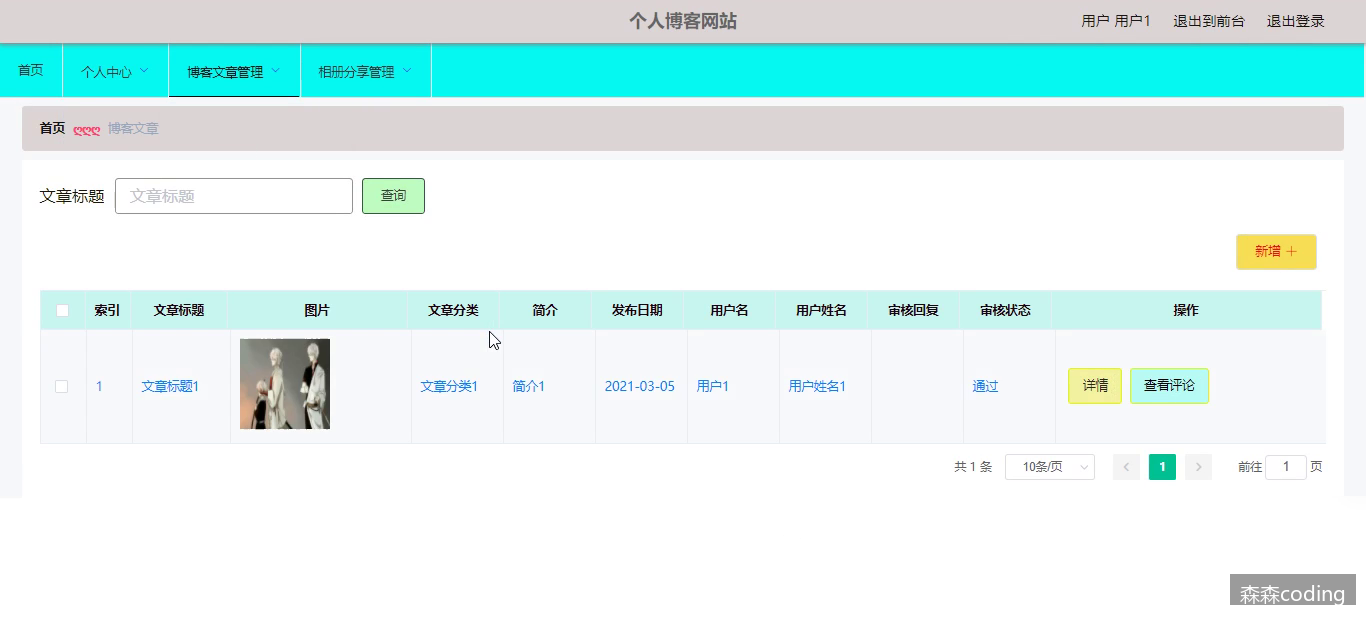 个人博客网站
用户 用户1 退出到前台 退出登录
首页 个人中心 博客文章管理 相册分享管理
首页 ღღღ 博客文章
文章标题 文章标题 查询
新增
索引 文章标题 图片 文章分类 简介 发布日期 用户名 用户姓名 审核回复 审核状态 操作
1 文章标题1 文章分类1 简介1 2021-03-05 用户1 用户姓名1 通过 详情 查看评论
共 1 条 10条/页 1 前往 1 页
森森coding